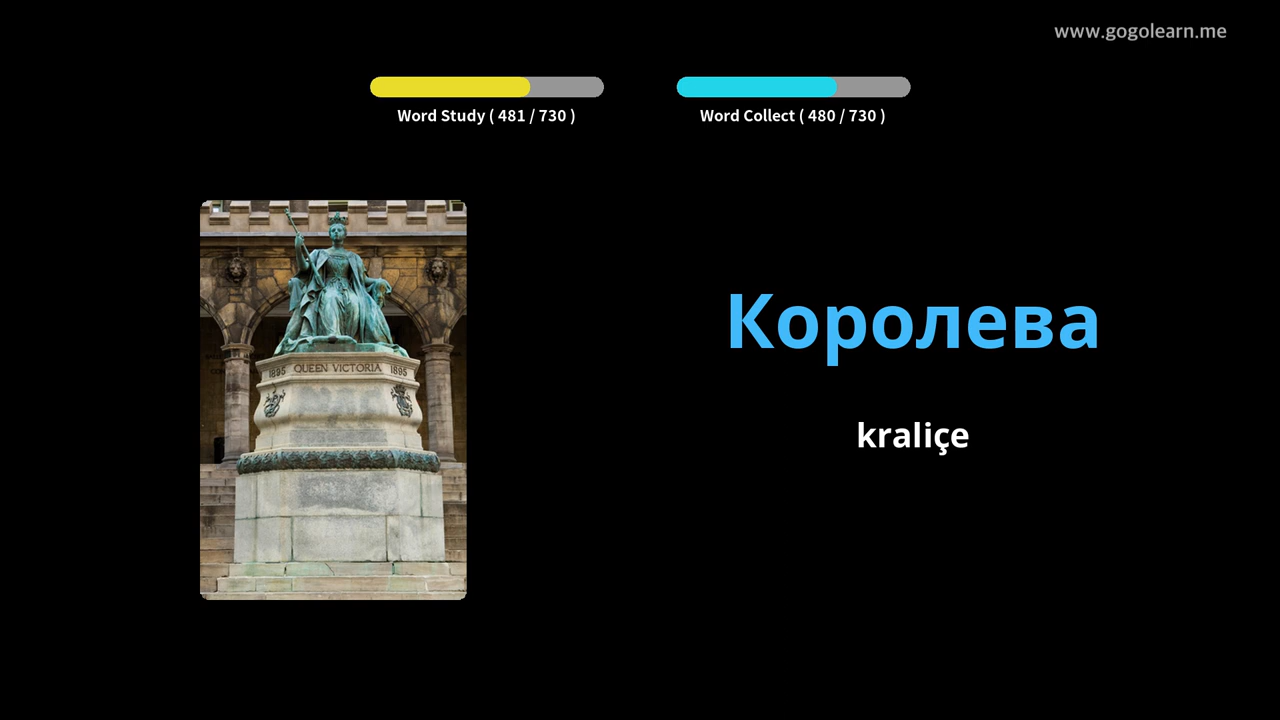 www.gogolearn.me
Word Study ( 481 / 730 )
Word Collect ( 480 / 730 )
1895 QUEEN VICTORIA 1895
Королева
kraliçe